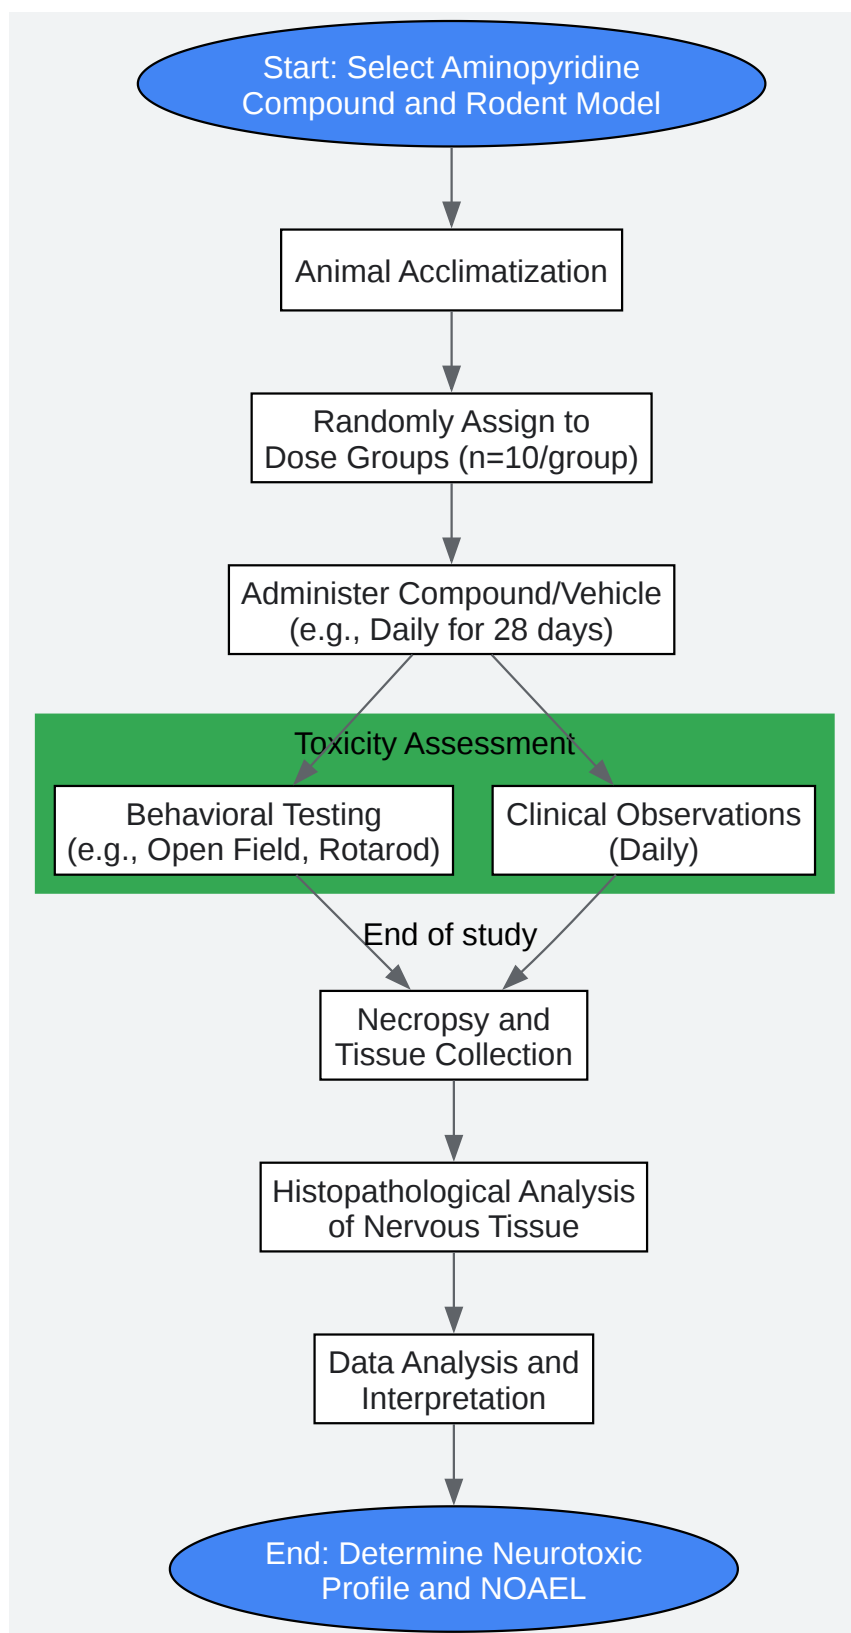 Start: Select Aminopyridine
Compound and Rodent Model
Animal Acclimatization
Randomly Assign to
Dose Groups (n=10/group)
Administer Compound/Vehicle
(e.g., Daily for 28 days)
Toxicity Assessment
Behavioral Testing
(e.g., Open Field, Rotarod)
Clinical Observations
(Daily)
End of study
Necropsy and
Tissue Collection
Histopathological Analysis
of Nervous Tissue
Data Analysis and
Interpretation
End: Determine Neurotoxic
Profile and NOAEL